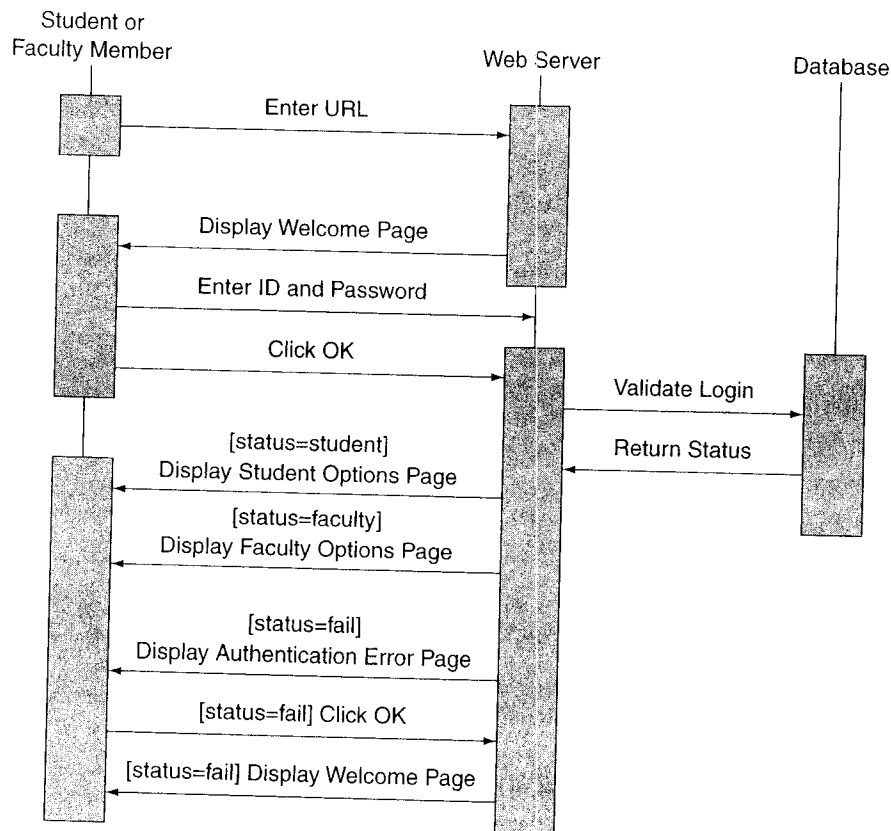 Student or
Faculty Member
Web Server
Database
Enter URL
Display Welcome Page
Enter ID and Password
Click OK
Validate Login
[status=student]
Return Status
Display Student Options Page
[status=faculty]
Display Faculty Options Page
[status=fail]
Display Authentication Error Page
[status=fail] Click OK
[status=fail] Display Welcome Page